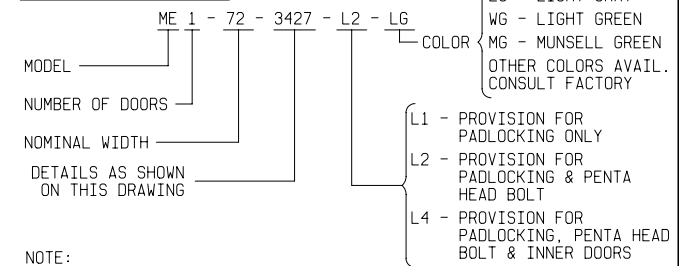 ME 1 - 72 - 3427 - L2 - LG
COLOR
WG - LIGHT GREEN
MG - MUNSELL GREEN
OTHER COLORS AVAIL.
CONSULT FACTORY
MODEL
NUMBER OF DOORS
NOMINAL WIDTH
DETAILS AS SHOWN
ON THIS DRAWING
L1 - PROVISION FOR
PADLOCKING ONLY
L2 - PROVISION FOR
PADLOCKING & PENTA
HEAD BOLT
L4 - PROVISION FOR
PADLOCKING, PENTA HEAD
BOLT & INNER DOORS
NOTE: